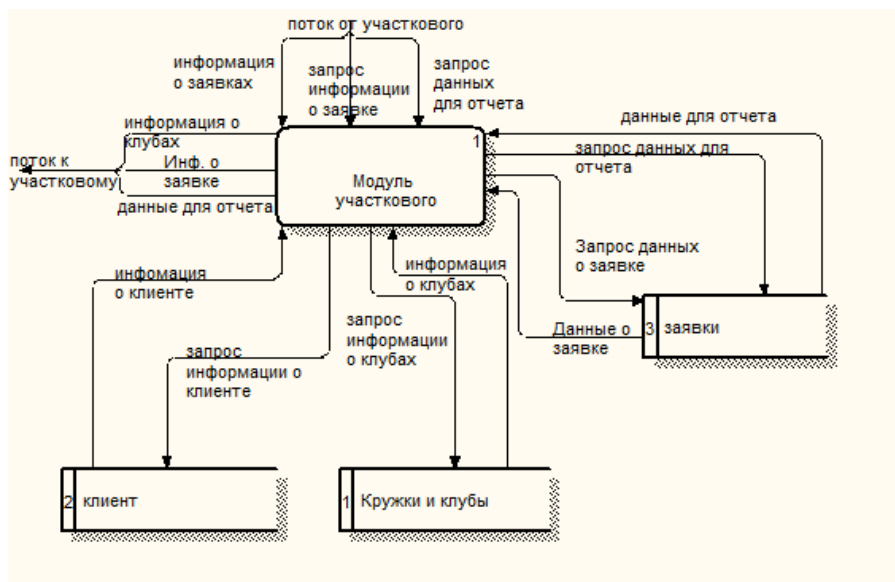 поток от участкового
информация
о заявках
запрос
информации
о заявке
запрос
данных
для отчета
информация о
клубах
поток к
участковому
Инф. о
заявке
данные для отчета
1
Модуль
участкового
данные для отчета
запрос данных для
отчета
Запрос данных
о заявке
Данные о
заявке
3 заявки
инфомация
о клиенте
запрос
информации о
клиенте
запрос
информации
о клубах
информация
о клубах
2 клиент
1 Кружки и клубы